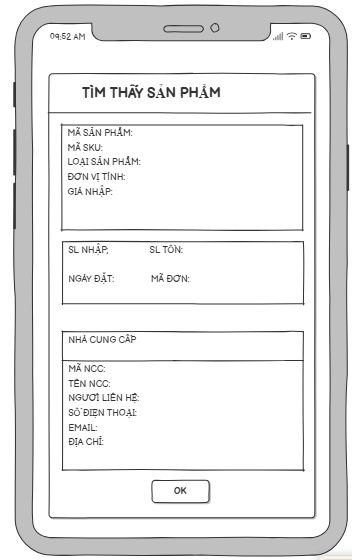 09:52 AM
TÌM THẤY SẢN PHẨM
MÃ SẢN PHẨM:
MÃ SKU:
LOẠI SẢN PHẨM:
ĐƠN VỊ TÍNH:
GIÁ NHẬP:
SL NHẬP; SL TỒN:
NGÀY ĐẶT: MÃ ĐƠN:
NHÀ CUNG CẤP
MÃ NCC:
TÊN NCC:
NGƯỜI LIÊN HỆ:
SỐ ĐIỆN THOẠI:
EMAIL:
ĐỊA CHỈ:
OK